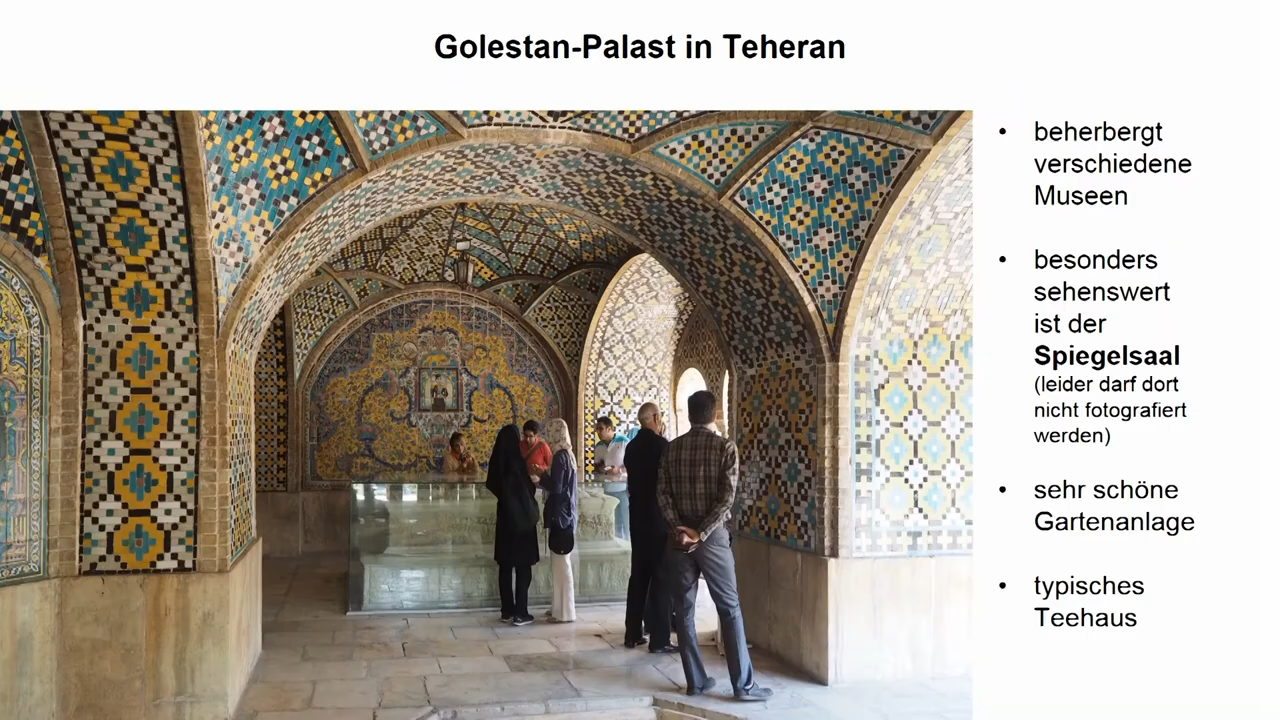 Golestan-Palast in Teheran
• beherbergt
verschiedene
Museen
• besonders
sehenswert
ist der
Spiegelsaal
(leider darf dort
nicht fotografiert
werden)
• sehr schöne
Gartenanlage
• typisches
Teehaus